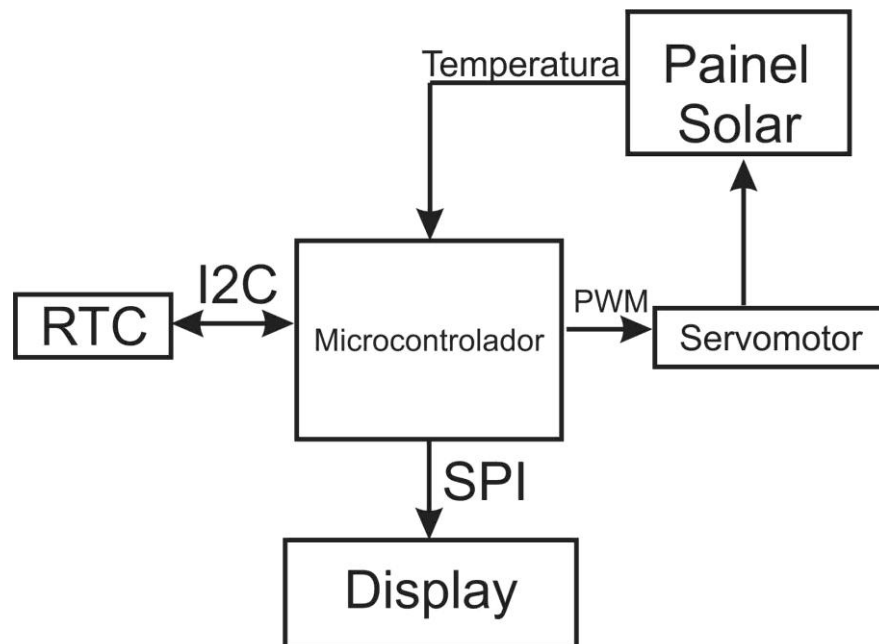 Temperatura
Painel
Solar
I2C
RTC
Microcontrolador
PWM
Servomotor
SPI
Display